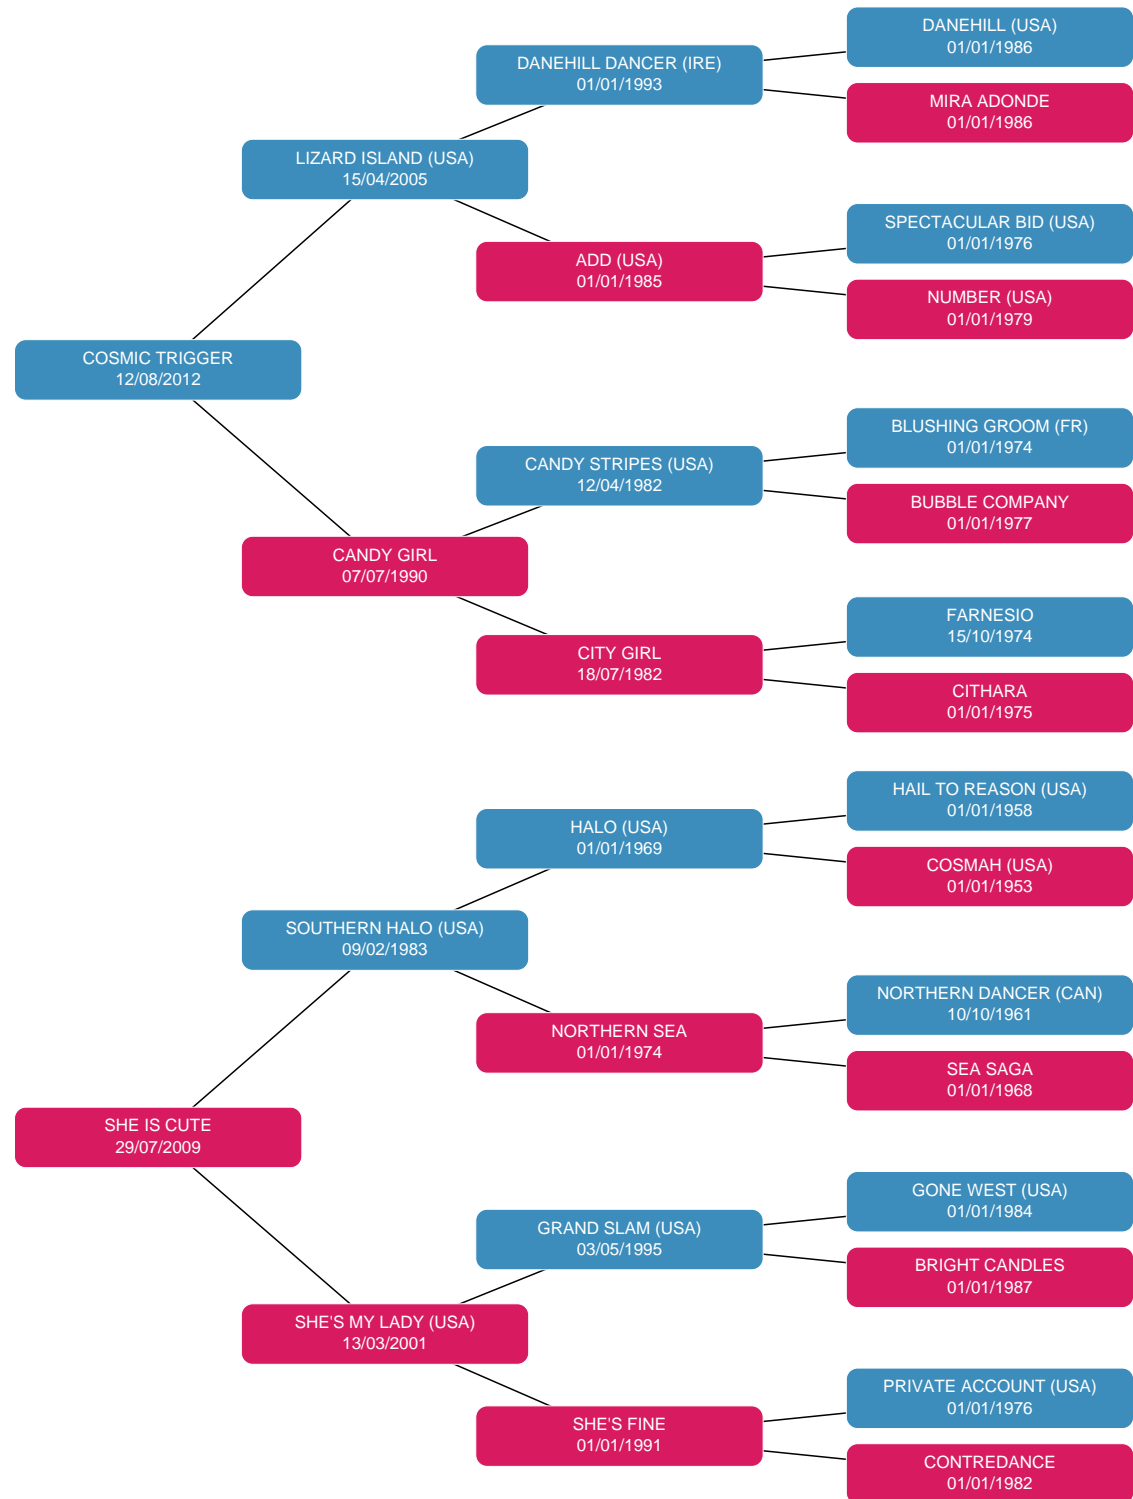 DANEHILL (USA)
01/01/1986
DANEHILL DANCER (IRE)
01/01/1993
MIRA ADONDE
01/01/1986
LIZARD ISLAND (USA)
15/04/2005
SPECTACULAR BID (USA)
01/01/1976
ADD (USA)
01/01/1985
NUMBER (USA)
01/01/1979
COSMIC TRIGGER
12/08/2012
BLUSHING GROOM (FR)
01/01/1974
CANDY STRIPES (USA)
12/04/1982
BUBBLE COMPANY
01/01/1977
CANDY GIRL
07/07/1990
FARNESIO
15/10/1974
CITY GIRL
18/07/1982
CITHARA
01/01/1975
HAIL TO REASON (USA)
01/01/1958
HALO (USA)
01/01/1969
COSMAH (USA)
01/01/1953
SOUTHERN HALO (USA)
09/02/1983
NORTHERN DANCER (CAN)
10/10/1961
NORTHERN SEA
01/01/1974
SEA SAGA
01/01/1968
SHE IS CUTE
29/07/2009
GONE WEST (USA)
01/01/1984
GRAND SLAM (USA)
03/05/1995
BRIGHT CANDLES
01/01/1987
SHE'S MY LADY (USA)
13/03/2001
PRIVATE ACCOUNT (USA)
01/01/1976
SHE'S FINE
01/01/1991
CONTREDANCE
01/01/1982